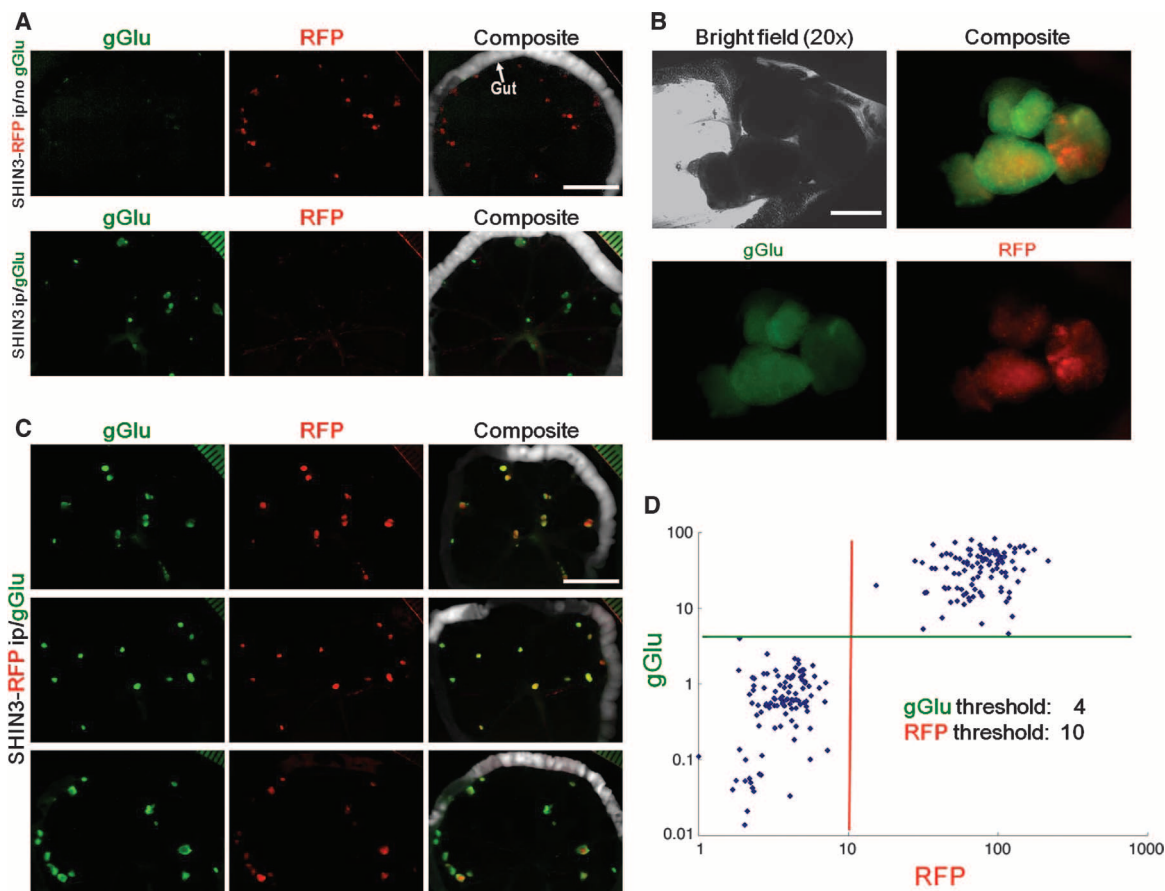 A
gGlu RFP Composite
SHIN3-RFP ip/no gGlu
Gut
gGlu RFP Composite
SHIN3 ip/gGlu
B
Bright field (20x) Composite
gGlu RFP
C
gGlu RFP Composite
SHIN3-RFP ip/gGlu
D
100
10
1
0.1
0.01
gGlu
gGlu threshold: 4
RFP threshold: 10
1 10 100 1000
RFP